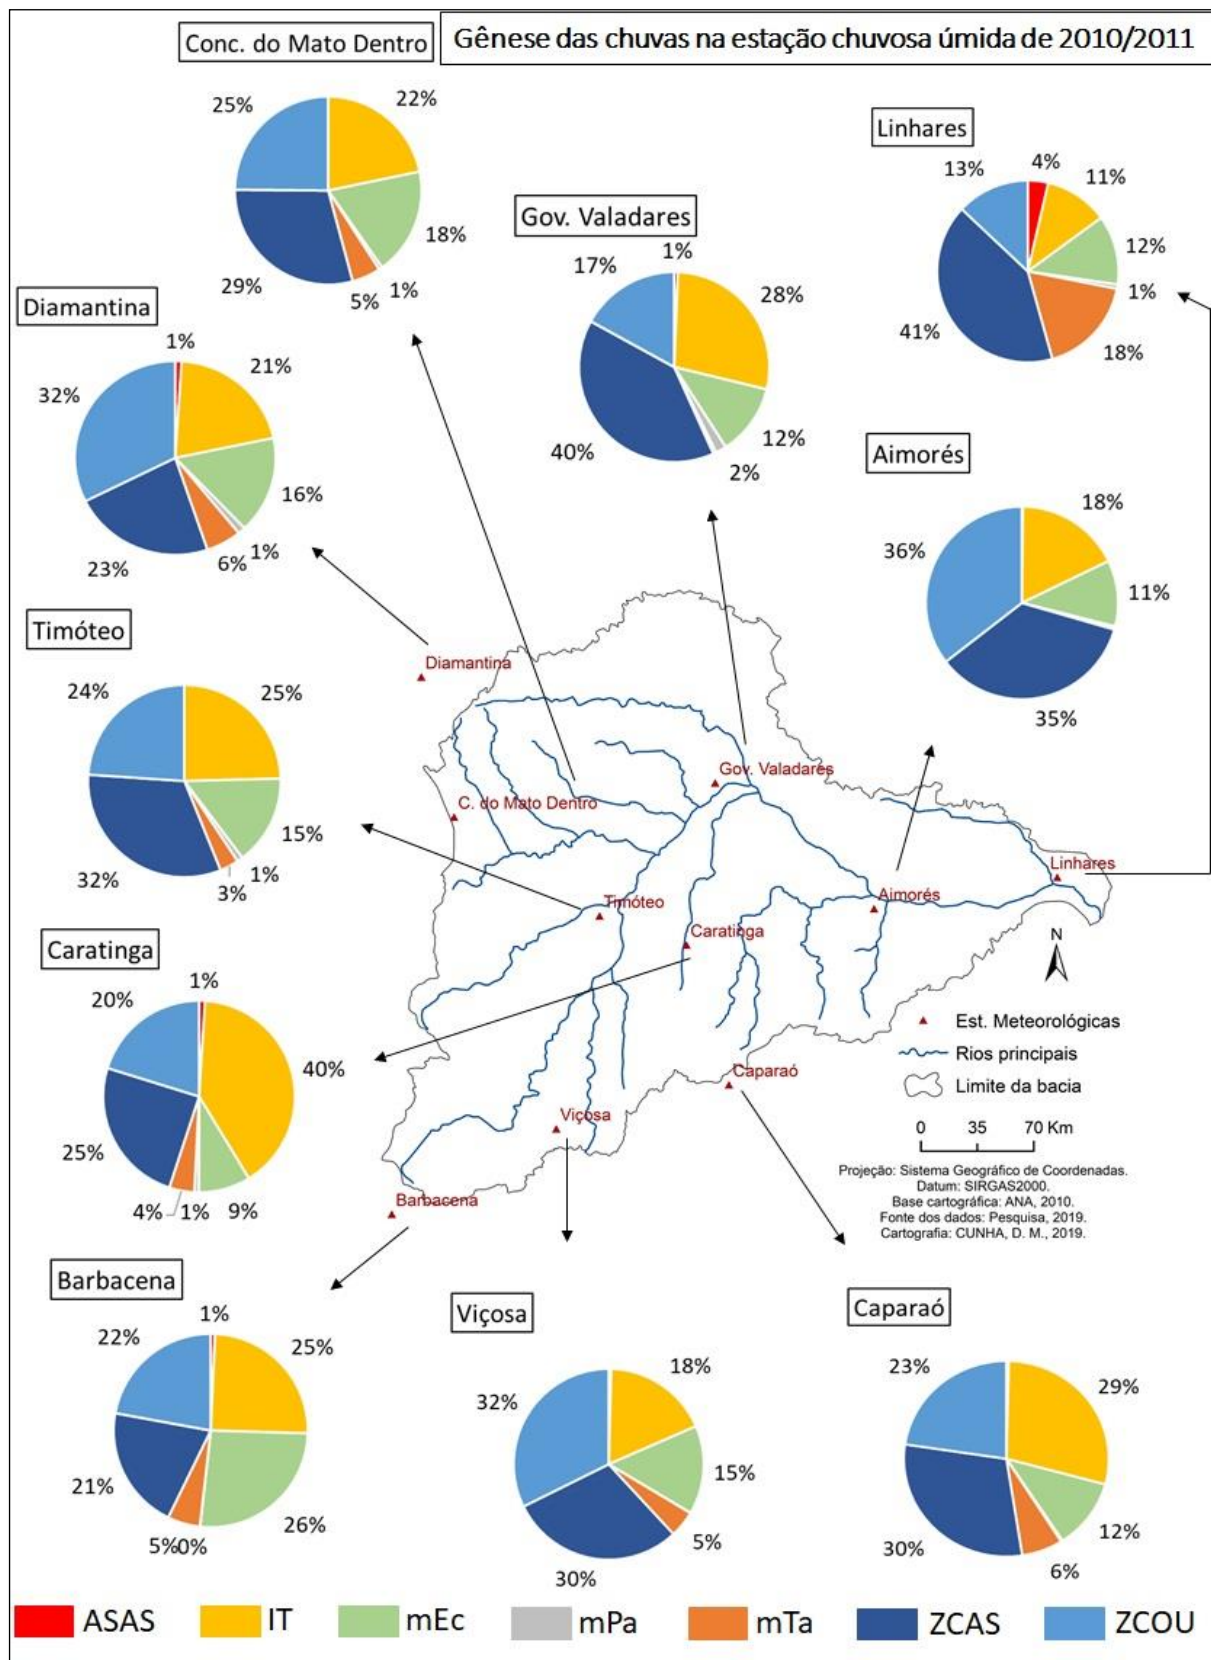 Gênese das chuvas na estação chuvosa úmida de 2010/2011
Conc. do Mato Dentro
25%
22%
18%
1%
5%
29%
Linhares
13%
4%
11%
12%
1%
18%
41%
Gov. Valadares
17%
1%
28%
12%
2%
40%
Diamantina
1%
21%
32%
16%
1%
6%
23%
Aimorés
18%
36%
11%
35%
Timóteo
24%
25%
15%
1%
3%
32%
Caratinga
1%
20%
40%
25%
4%
1%
9%
Diamantina
Gov. Valadares
C. do Mato Dentro
Linhares
Timóteo
Aimorés
Caratinga
Caparaó
Viçosa
Barbacena
N
Est. Meteorológicas
Rios principais
Limite da bacia
0 35 70 Km
Projeção: Sistema Geográfico de Coordenadas.
Datum: SIRGAS2000.
Base cartográfica: ANA, 2010.
Fonte dos dados: Pesquisa, 2019.
Cartografia: CUNHA, D. M., 2019.
Barbacena
1%
22%
25%
21%
5%
0%
26%
Viçosa
18%
32%
15%
5%
30%
Caparaó
23%
29%
12%
6%
30%
ASAS IT mEc mPa mTa ZCAS ZCOU